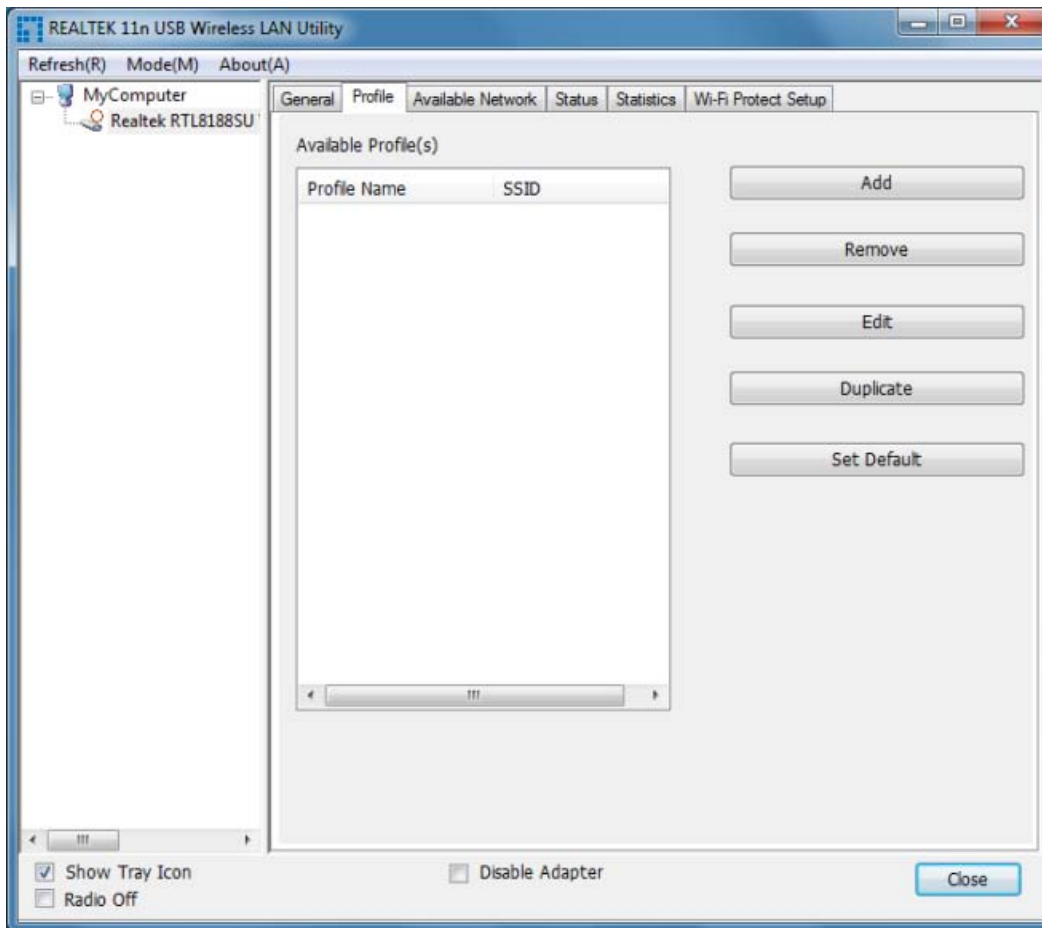 REALTEK 11n USB Wireless LAN Utility
Refresh(R) Mode(M) About(A)
MyComputer
Realtek RTL8188SU
General Profile Available Network Status Statistics Wi-Fi Protect Setup
Available Profile(s)
Profile Name SSID
Add
Remove
Edit
Duplicate
Set Default
Show Tray Icon
Radio Off
Disable Adapter
Close